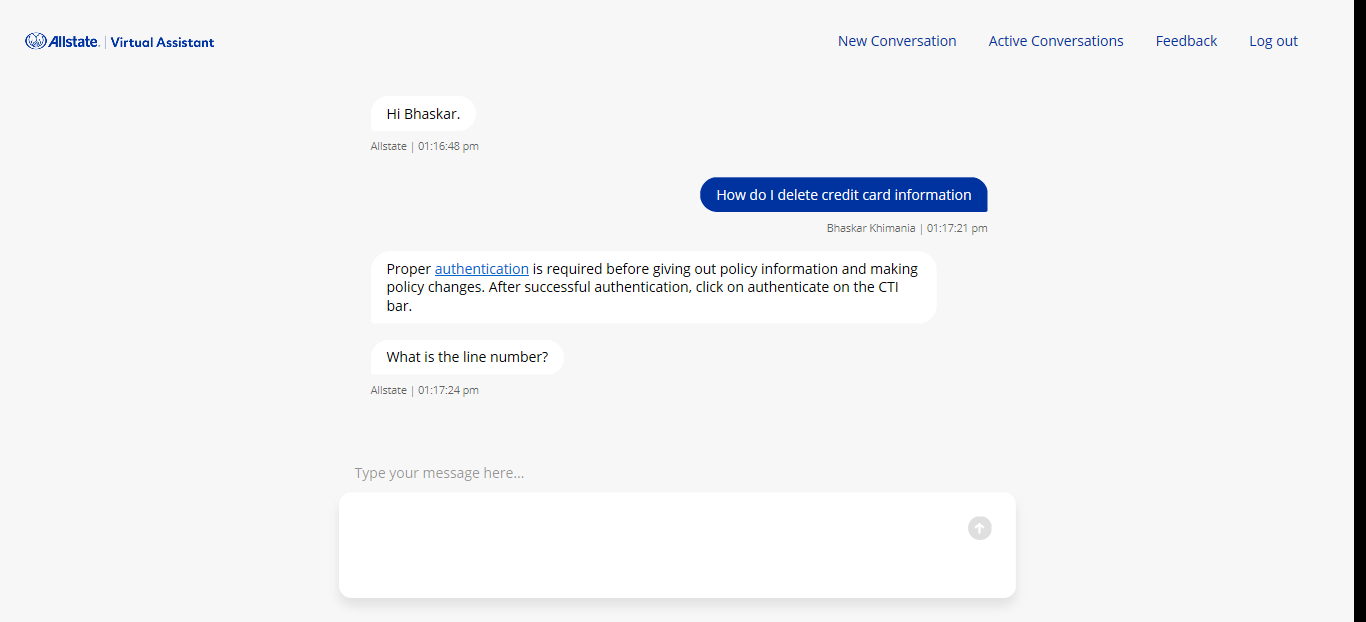 Allstate. | Virtual Assistant
New Conversation Active Conversations Feedback Log out
Hi Bhaskar.
Allstate | 01:16:48 pm
How do I delete credit card information
Bhaskar Khimania | 01:17:21 pm
Proper authentication is required before giving out policy information and making
policy changes. After successful authentication, click on authenticate on the CTI
bar.
What is the line number?
Allstate | 01:17:24 pm
Type your message here...